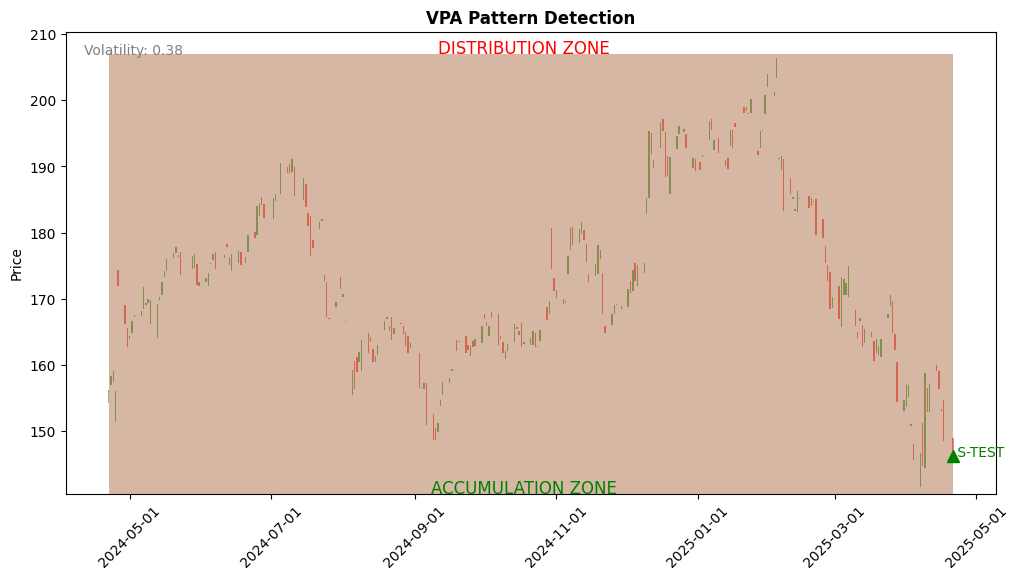 VPA Pattern Detection
210
Volatility: 0.38
DISTRIBUTION ZONE
200
190
180
Price
170
160
150
S-TEST
ACCUMULATION ZONE
2024-05-01
2024-07-01
2024-09-01
2024-11-01
2025-01-01
2025-03-01
2025-05-01